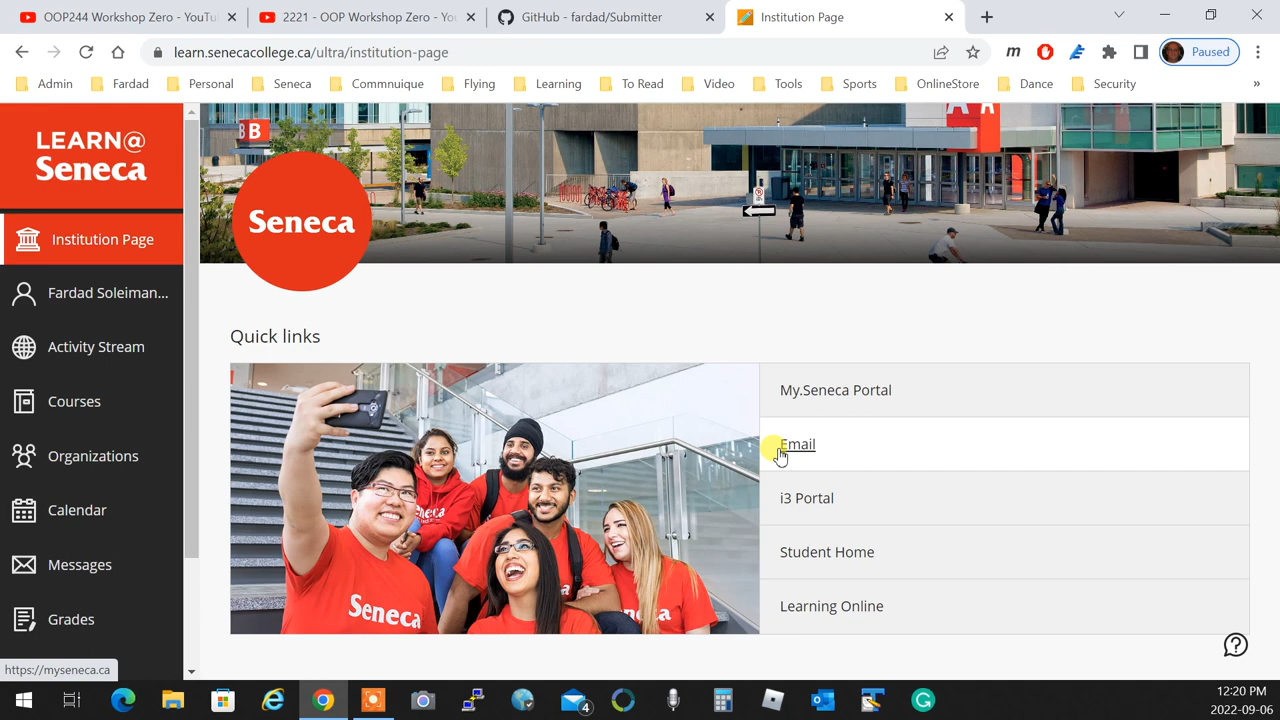 OOP244 Workshop Zero - YouTu
2221 - OOP Workshop Zero - Yo
GitHub - fardad/Submitter
Institution Page
learn.senecacollege.ca/ultra/institution-page
m
Paused
Admin
Fardad
Personal
Seneca
Commnuique
Flying
Learning
To Read
Video
Tools
Sports
OnlineStore
Dance
Security
»
LEARN@
Seneca
B
A A
Seneca
Institution Page
Fardad Soleiman...
Activity Stream
Courses
Organizations
Calendar
Messages
Grades
Quick links
My.Seneca Portal
Email
i3 Portal
Student Home
Learning Online
Seneca
https://myseneca.ca
4
12:20 PM
2022-09-06